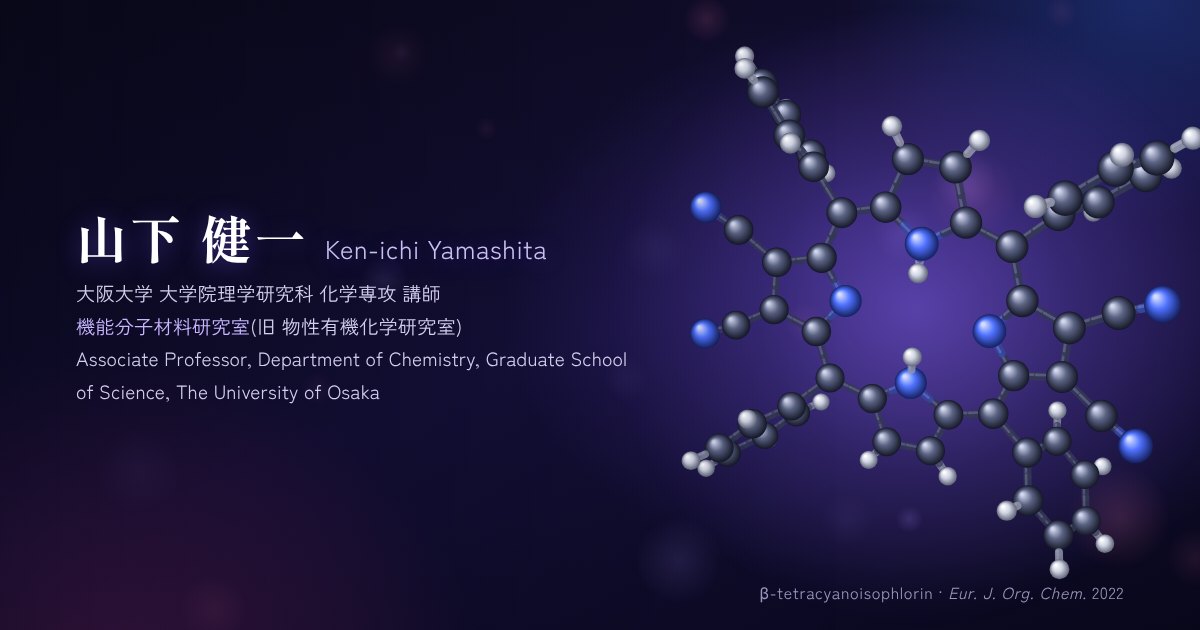 山下 健一 Ken-ichi Yamashita
大阪大学 大学院理学研究科 化学専攻 講師
機能分子材料研究室(旧 物性有機化学研究室)
Associate Professor, Department of Chemistry, Graduate School
of Science, The University of Osaka
β-tetracyanoisophlorin · Eur. J. Org. Chem. 2022